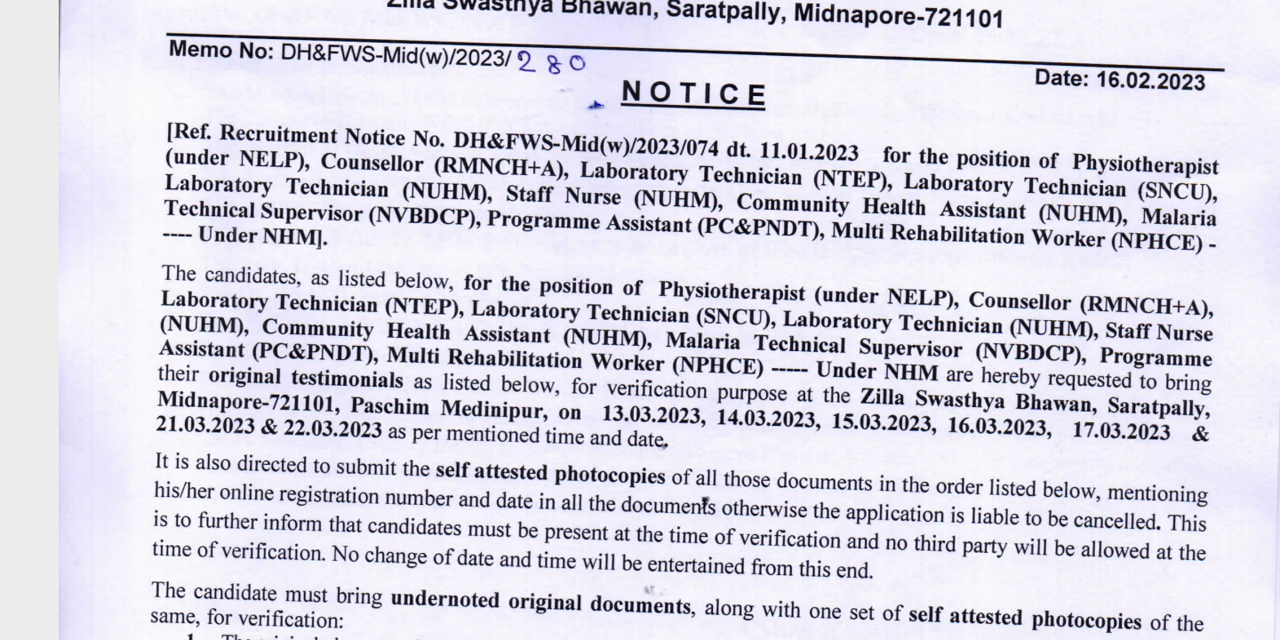 Zilla Swasthya Bhawan, Saratpally, Midnapore-721101
Memo No: DH&FWS-Mid(w)/2023/ 280
Date: 16.02.2023
NOTICE
[Ref. Recruitment Notice No. DH&FWS-Mid(w)/2023/074 dt. 11.01.2023 for the position of Physiotherapist
(under NELP), Counsellor (RMNCH+A), Laboratory Technician (NTEP), Laboratory Technician (SNCU),
Laboratory Technician (NUHM), Staff Nurse (NUHM), Community Health Assistant (NUHM), Malaria
Technical Supervisor (NVBDCP), Programme Assistant (PC&PNDT), Multi Rehabilitation Worker (NPHCE) -
---- Under NHM].
The candidates, as listed below, for the position of Physiotherapist (under NELP), Counsellor (RMNCH+A),
Laboratory Technician (NTEP), Laboratory Technician (SNCU), Laboratory Technician (NUHM), Staff Nurse
(NUHM), Community Health Assistant (NUHM), Malaria Technical Supervisor (NVBDCP), Programme
Assistant (PC&PNDT), Multi Rehabilitation Worker (NPHCE) ----- Under NHM are hereby requested to bring
their original testimonials as listed below, for verification purpose at the Zilla Swasthya Bhawan, Saratpally,
Midnapore-721101, Paschim Medinipur, on 13.03.2023, 14.03.2023, 15.03.2023, 16.03.2023, 17.03.2023 &
21.03.2023 & 22.03.2023 as per mentioned time and date.
It is also directed to submit the self attested photocopies of all those documents in the order listed below, mentioning
his/her online registration number and date in all the documents otherwise the application is liable to be cancelled. This
is to further inform that candidates must be present at the time of verification and no third party will be allowed at the
time of verification. No change of date and time will be entertained from this end.
The candidate must bring undernoted original documents, along with one set of self attested photocopies of the
same, for verification: